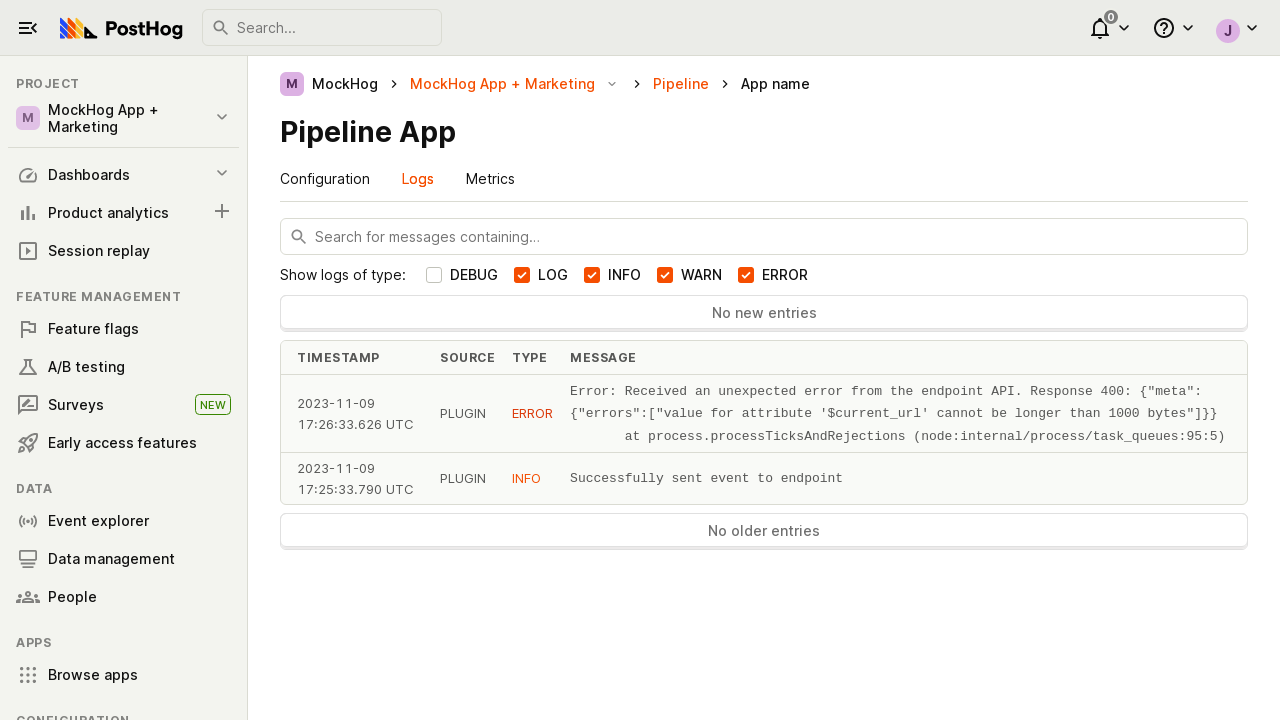 PostHog
Search...
0
J
PROJECT
M MockHog App + Marketing
Dashboards
Product analytics
Session replay
FEATURE MANAGEMENT
Feature flags
A/B testing
Surveys NEW
Early access features
DATA
Event explorer
Data management
People
APPS
Browse apps
CONFIGURATION
M MockHog MockHog App + Marketing Pipeline App name
Pipeline App
Configuration Logs Metrics
Search for messages containing…
Show logs of type: DEBUG LOG INFO WARN ERROR
No new entries
TIMESTAMP SOURCE TYPE MESSAGE
2023-11-09
17:26:33.626 UTC
PLUGIN
ERROR
Error: Received an unexpected error from the endpoint API. Response 400: {"meta":
{"errors":["value for attribute '$current_url' cannot be longer than 1000 bytes"]}}
at process.processTicksAndRejections (node:internal/process/task_queues:95:5)
2023-11-09
17:25:33.790 UTC
PLUGIN
INFO
Successfully sent event to endpoint
No older entries